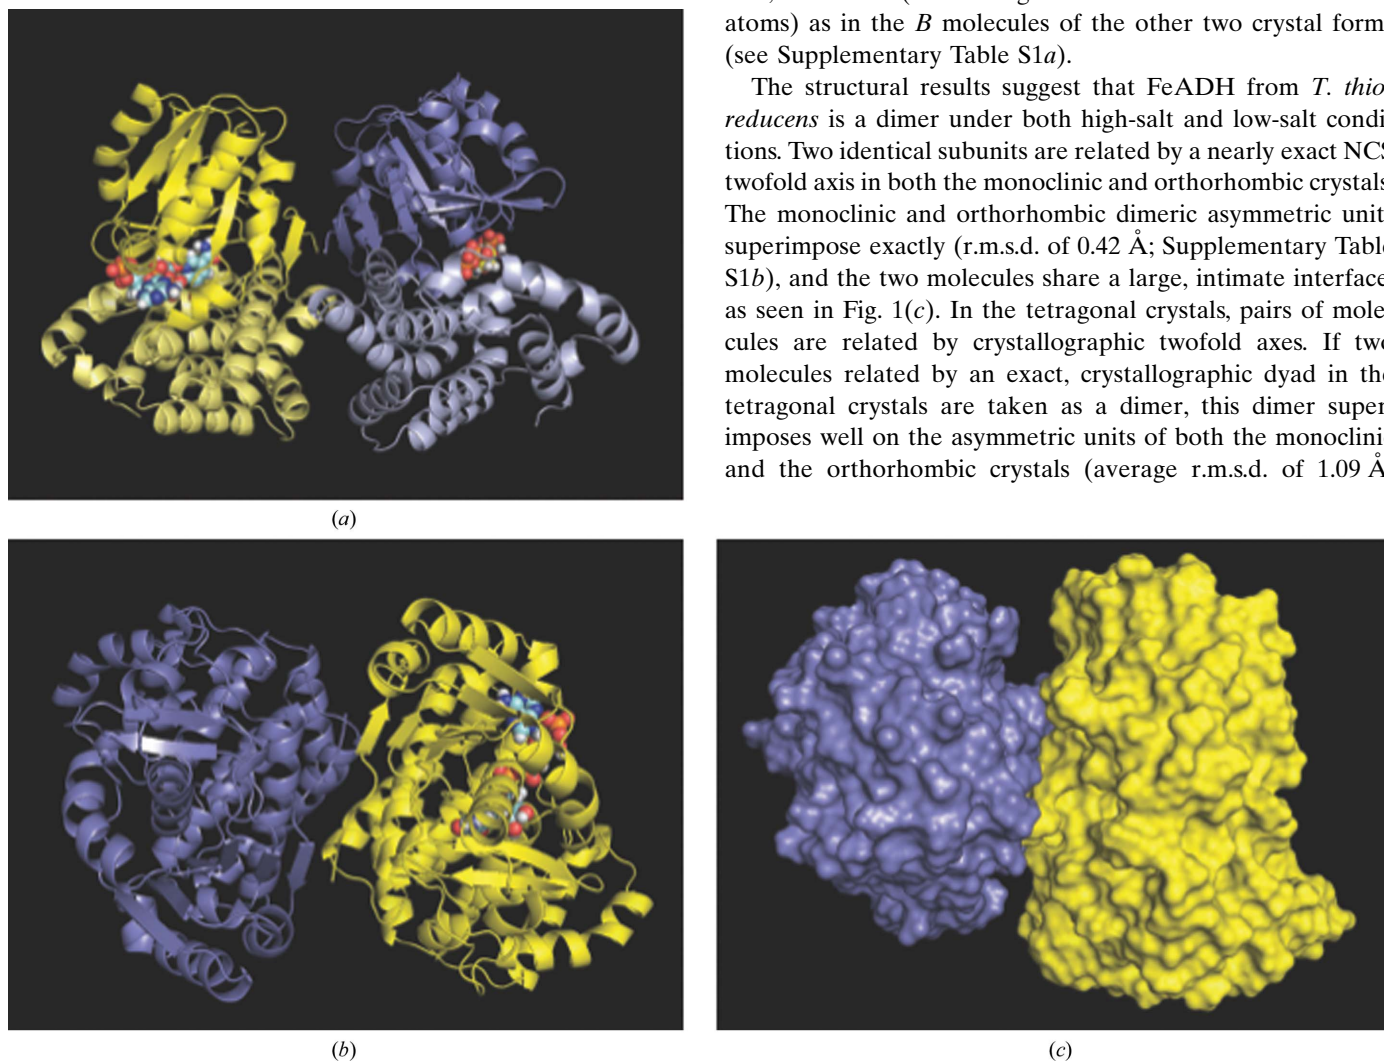 atoms) as in the B molecules of the other two crystal form
(see Supplementary Table S1a).
The structural results suggest that FeADH from T. thio
reducens is a dimer under both high-salt and low-salt condi
tions. Two identical subunits are related by a nearly exact NCS
twofold axis in both the monoclinic and orthorhombic crystals
The monoclinic and orthorhombic dimeric asymmetric unit
superimpose exactly (r.m.s.d. of 0.42 Å; Supplementary Table
S1b), and the two molecules share a large, intimate interface
as seen in Fig. 1(c). In the tetragonal crystals, pairs of mole
cules are related by crystallographic twofold axes. If two
molecules related by an exact, crystallographic dyad in the
tetragonal crystals are taken as a dimer, this dimer super
imposes well on the asymmetric units of both the monoclini
and the orthorhombic crystals (average r.m.s.d. of 1.09 Å
(a)
(b)
(c)